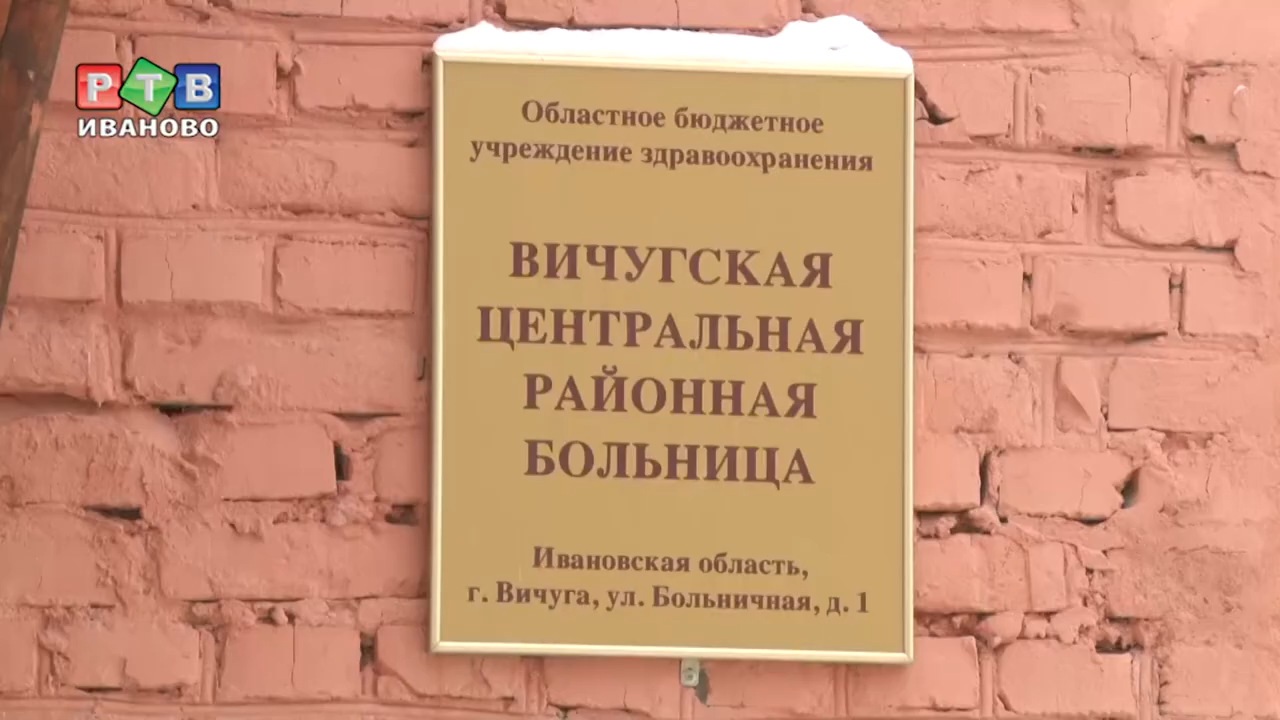 РТВ
ИВАНОВО
Областное бюджетное
учреждение здравоохранения
ВИЧУГСКАЯ
ЦЕНТРАЛЬНАЯ
РАЙОННАЯ
БОЛЬНИЦА
Ивановская область,
г. Вичуга, ул. Больничная, д. 1